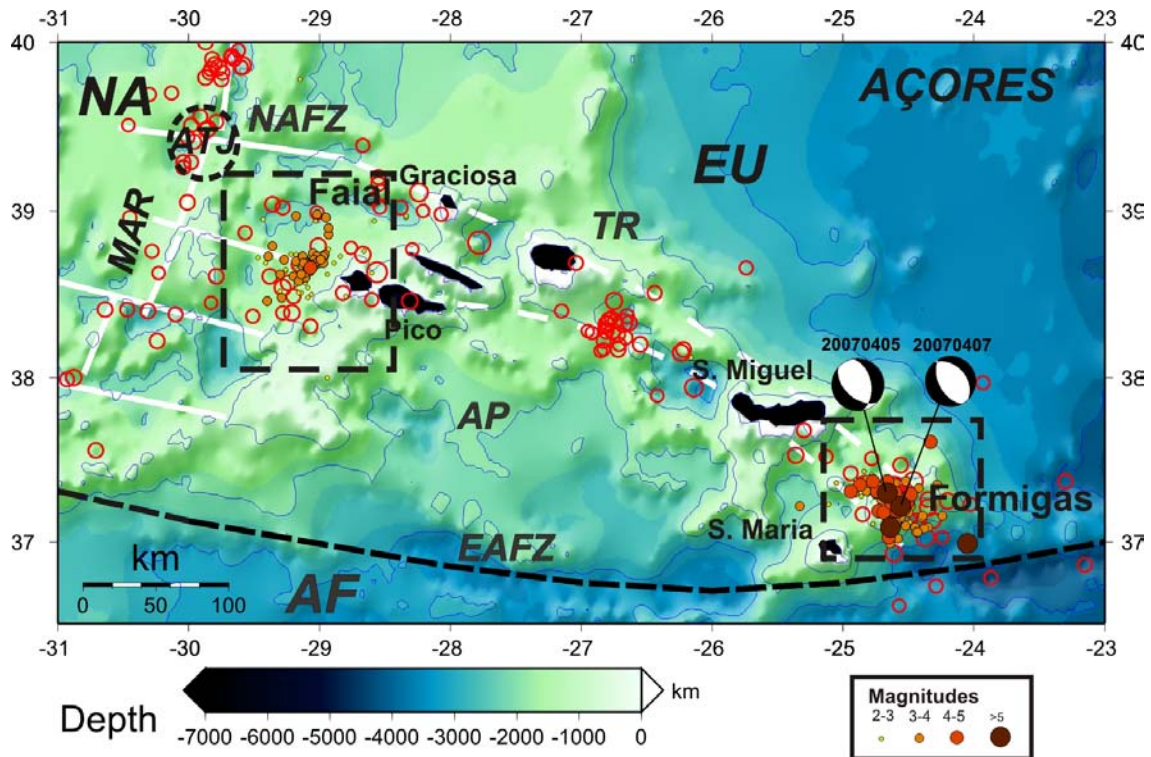 -31 -30 -29 -28 -27 -26 -25 -24 -23
40 40
NA AÇORES
NAFZ
ATJ
EU
Graciosa
Faial
39 39
MAR
TR
Pico
20070405 20070407
38 38
S. Miguel
AP
Formigas
S. Maria
37 37
EAFZ
km
AF
0 50 100
-31 -30 -29 -28 -27 -26 -25 -24 -23
km
Depth
-7000 -6000 -5000 -4000 -3000 -2000 -1000 0
Magnitudes
2-3 3-4 4-5 >5